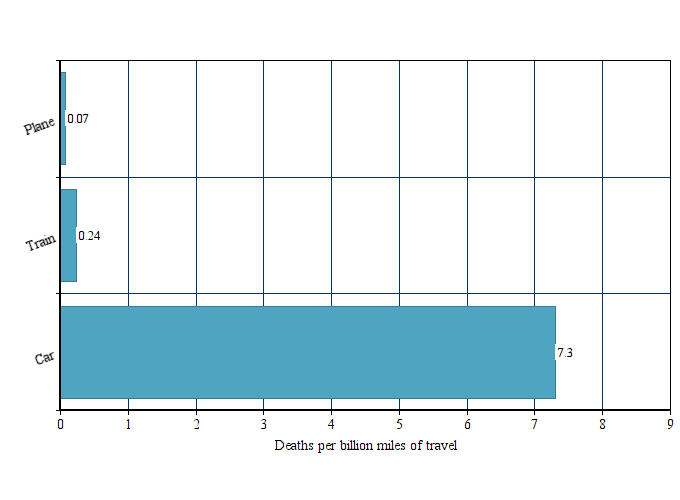 Plane 0.07
Train 0.24
Car 7.3
0 1 2 3 4 5 6 7 8 9
Deaths per billion miles of travel